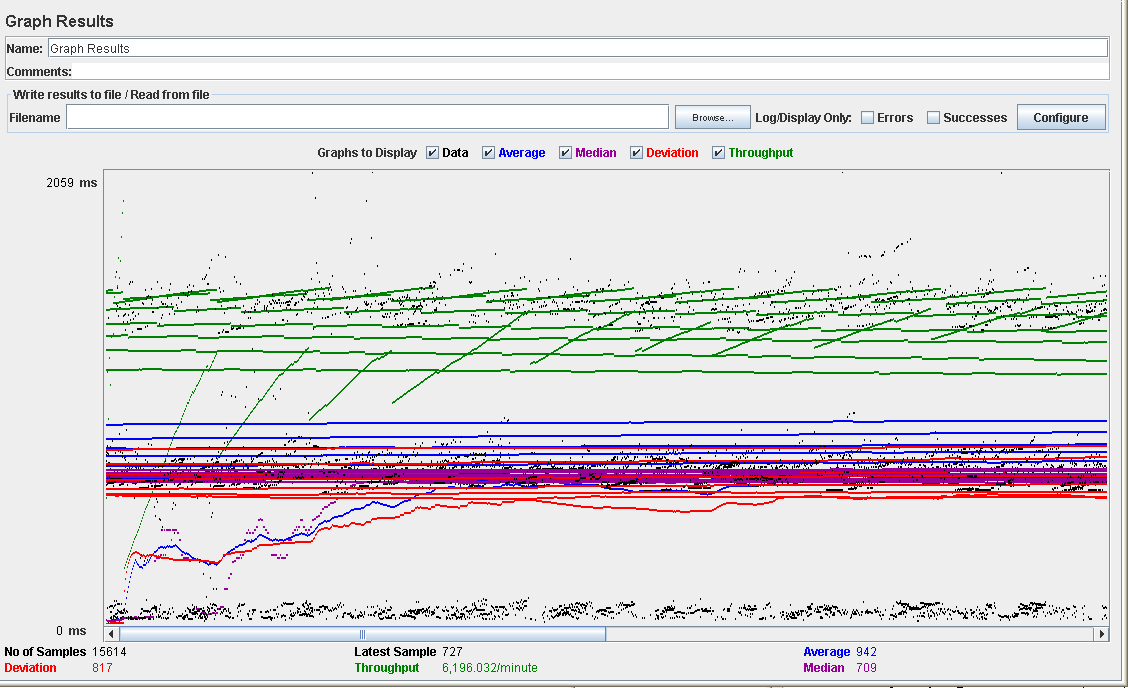 Graph Results
Name: Graph Results
Comments:
Write results to file / Read from file
Filename Browse... Log/Display Only: Errors Successes Configure
Graphs to Display Data Average Median Deviation Throughput
2059 ms
0 ms
No of Samples 15614 Latest Sample 727 Average 942
Deviation 817 Throughput 6,196.032/minute Median 709